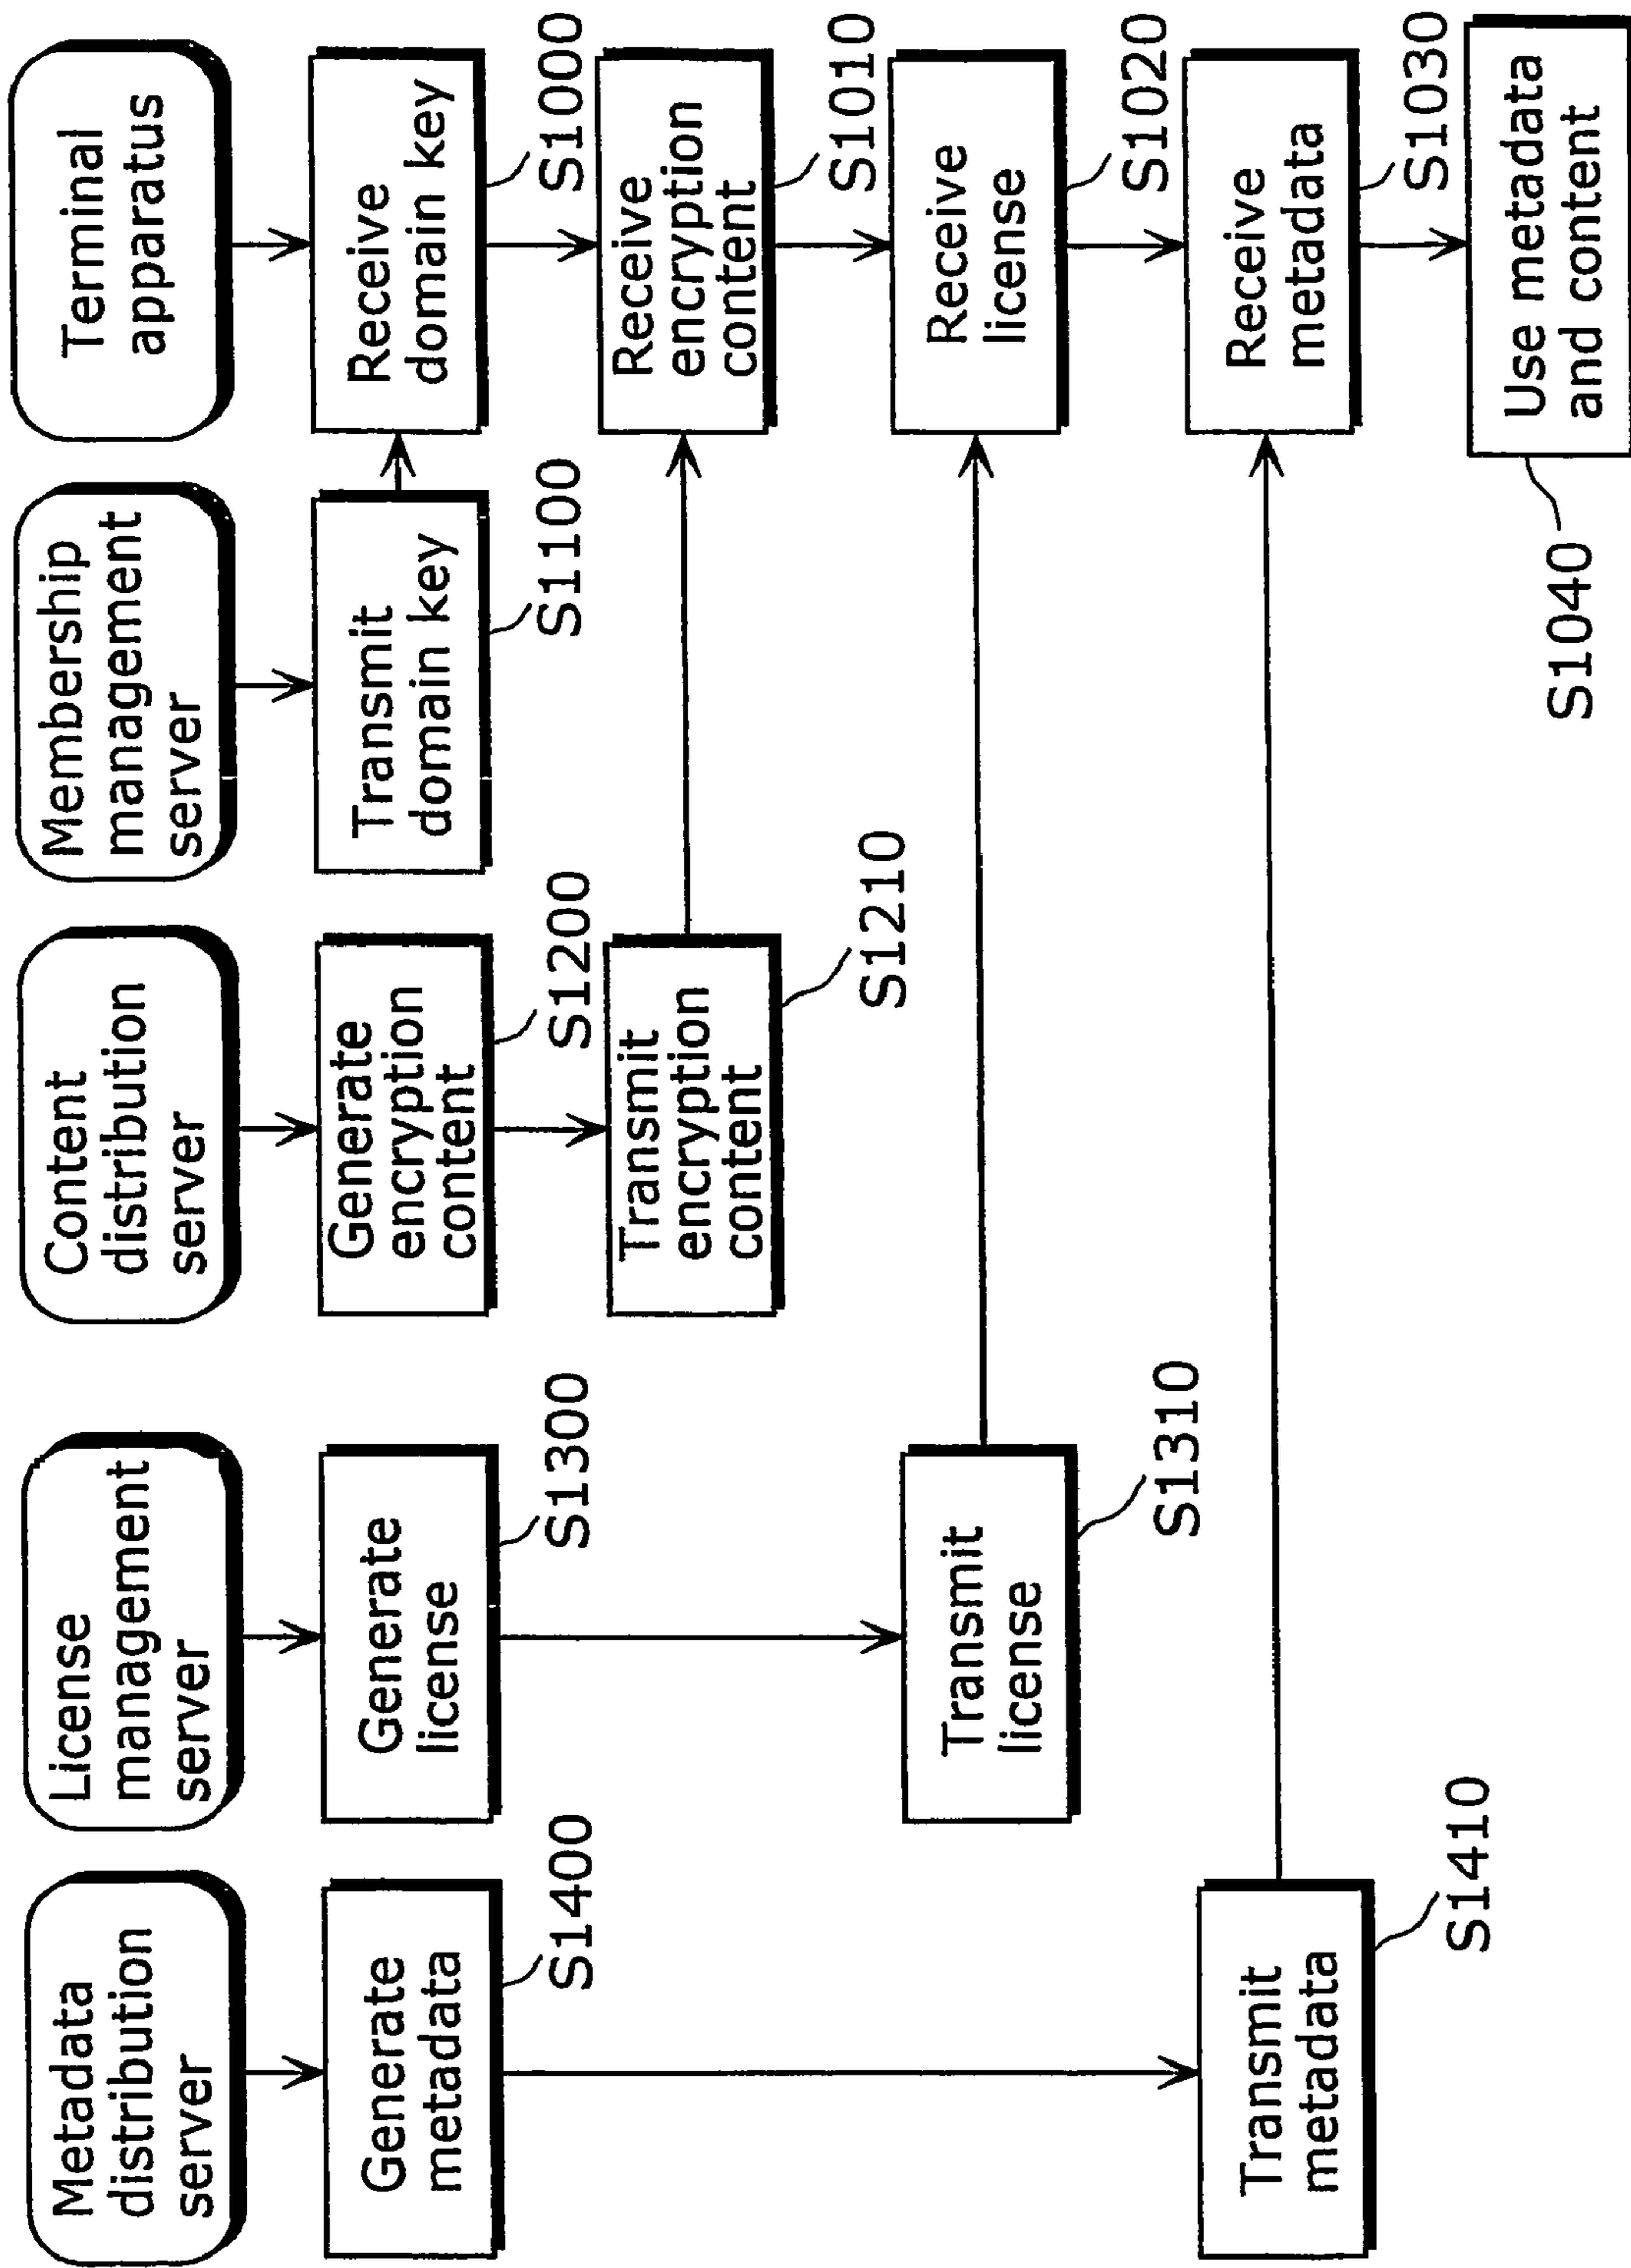 Metadata
distribution
server
License
management
server
Content
distribution
server
Membership
management
server
Terminal
apparatus
Generate
metadata
S1400
Generate
license
S1300
Generate
encryption
content
S1200
Transmit
domain key
S1100
Receive
domain key
S1000
Transmit
encryption
content
S1210
Receive
encryption
content
S1010
Transmit
license
S1310
Receive
license
S1020
Transmit
metadata
S1410
Receive
metadata
S1030
S1040
Use metadata
and content